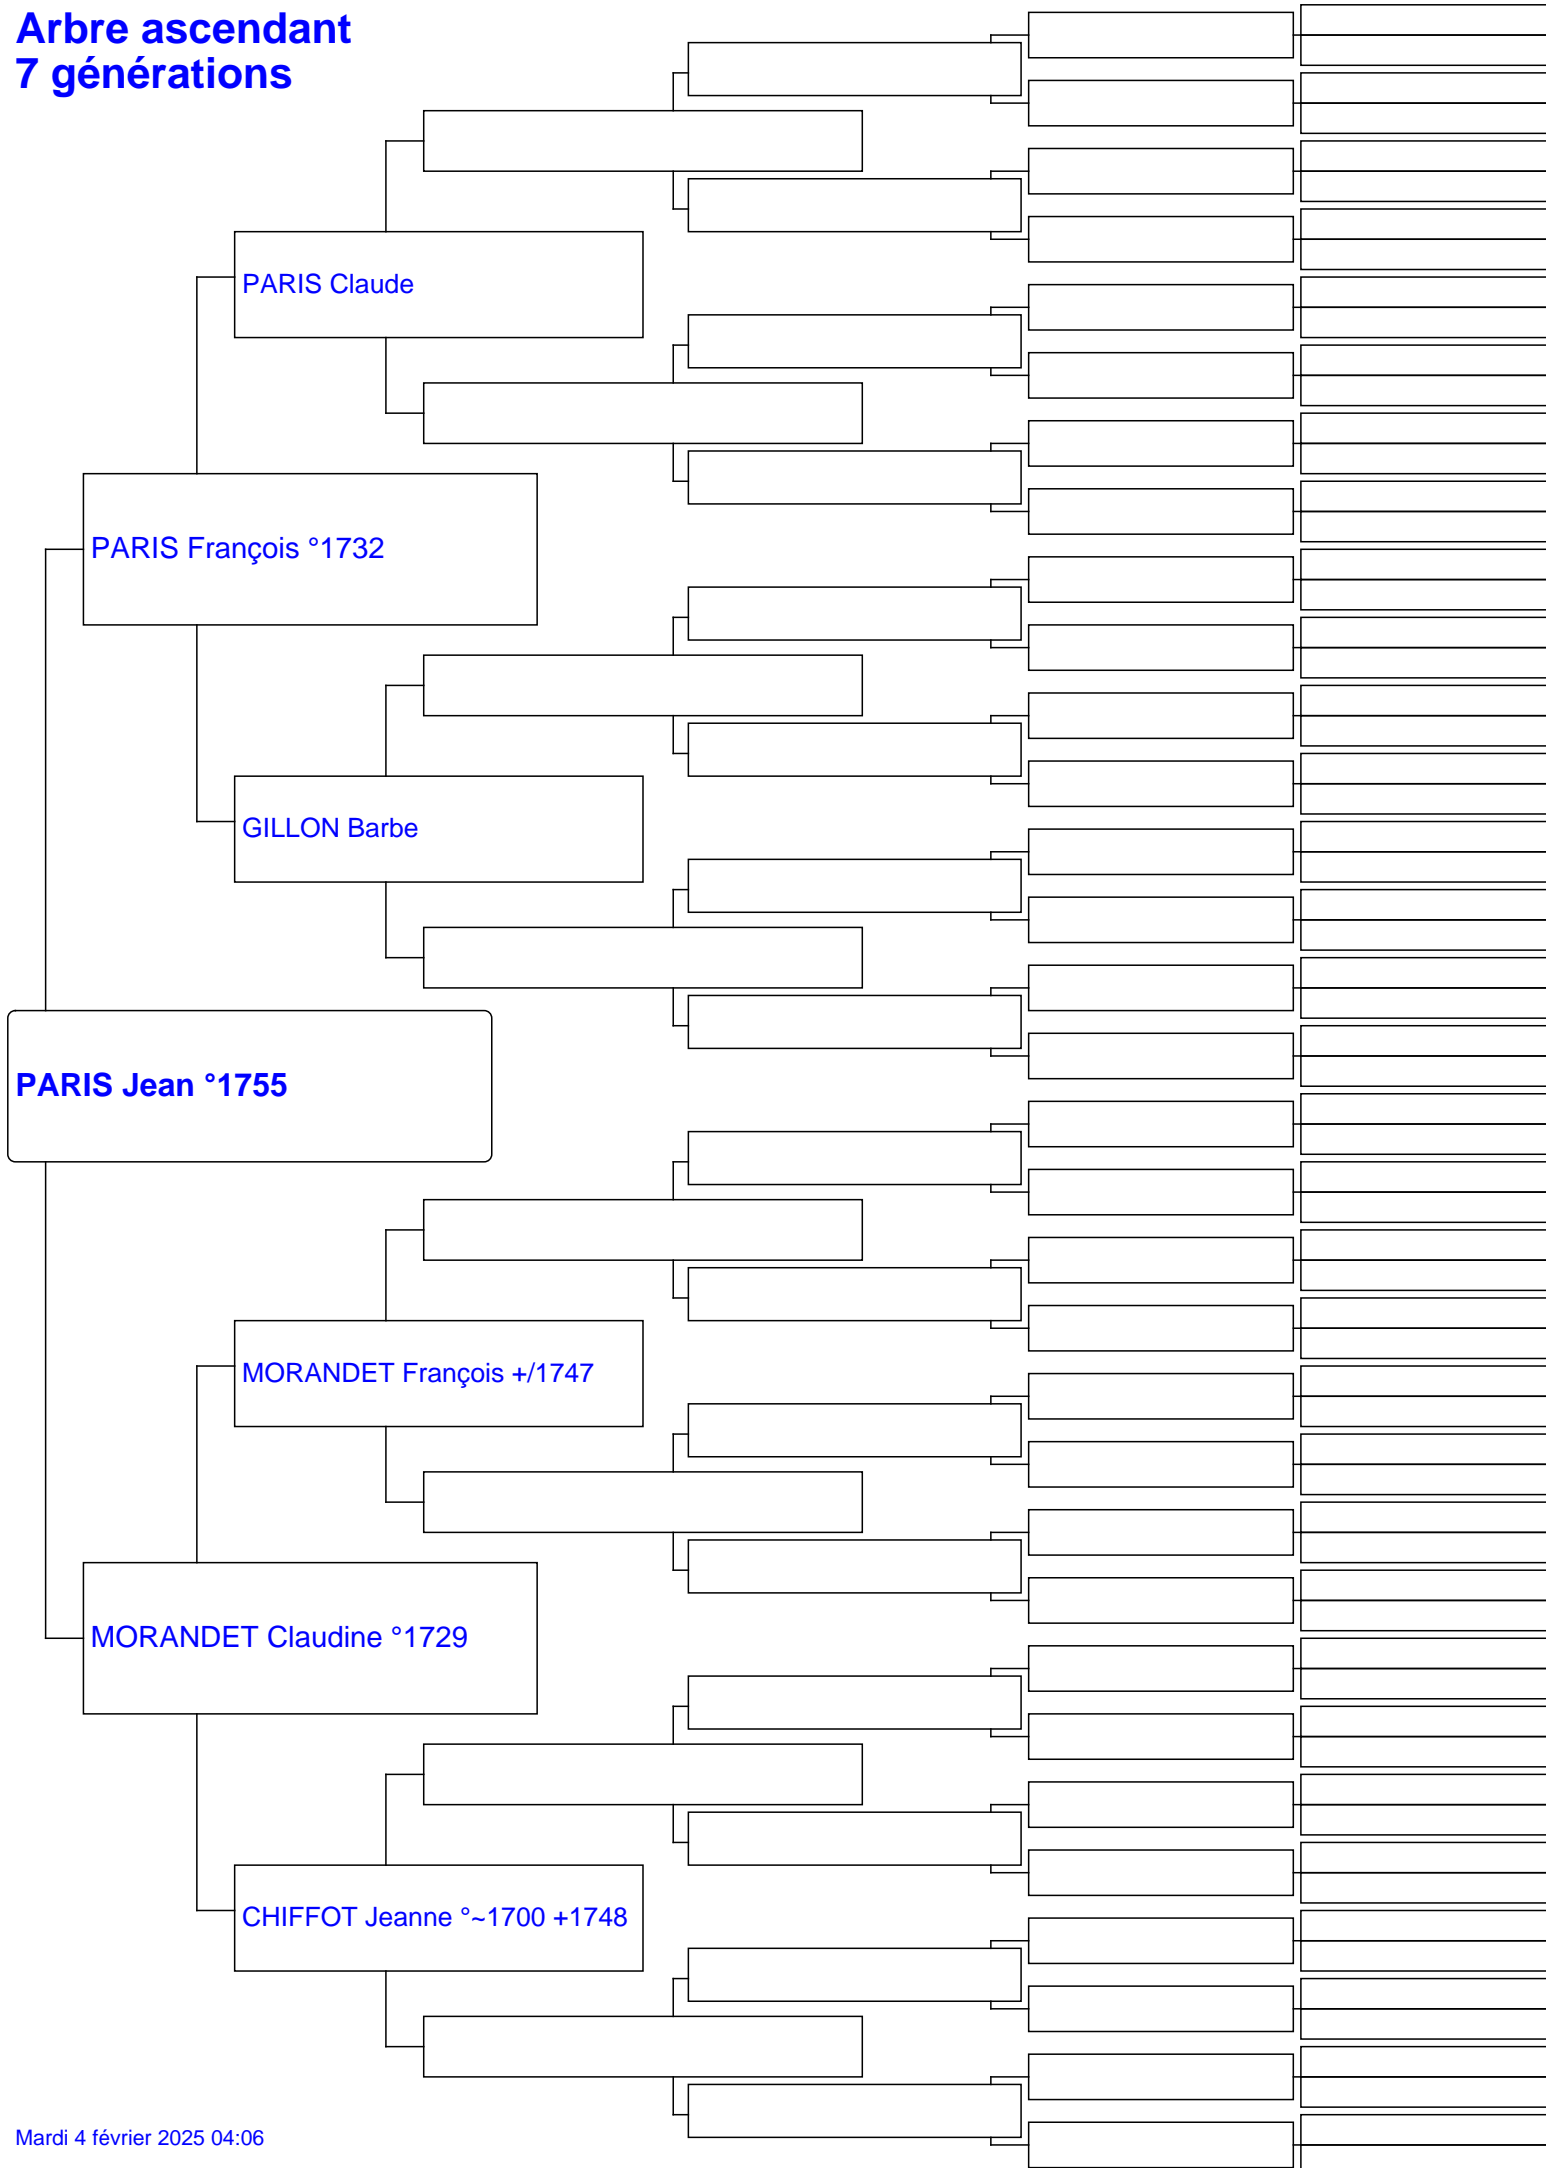 Arbre ascendant
7 générations
PARIS Claude
PARIS François °1732
GILLON Barbe
PARIS Jean °1755
MORANDET François +/1747
MORANDET Claudine °1729
CHIFFOT Jeanne °~1700 +1748
Mardi 4 février 2025 04:06